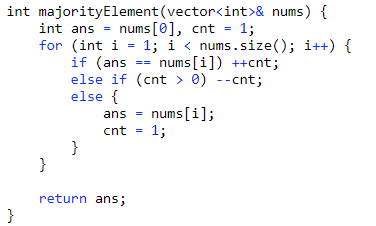 int majorityElement(vector<int>& nums) {
    int ans = nums[0], cnt = 1;
    for (int i = 1; i < nums.size(); i++) {
        if (ans == nums[i]) ++cnt;
        else if (cnt > 0) --cnt;
        else {
            ans = nums[i];
            cnt = 1;
        }
    }

    return ans;
}